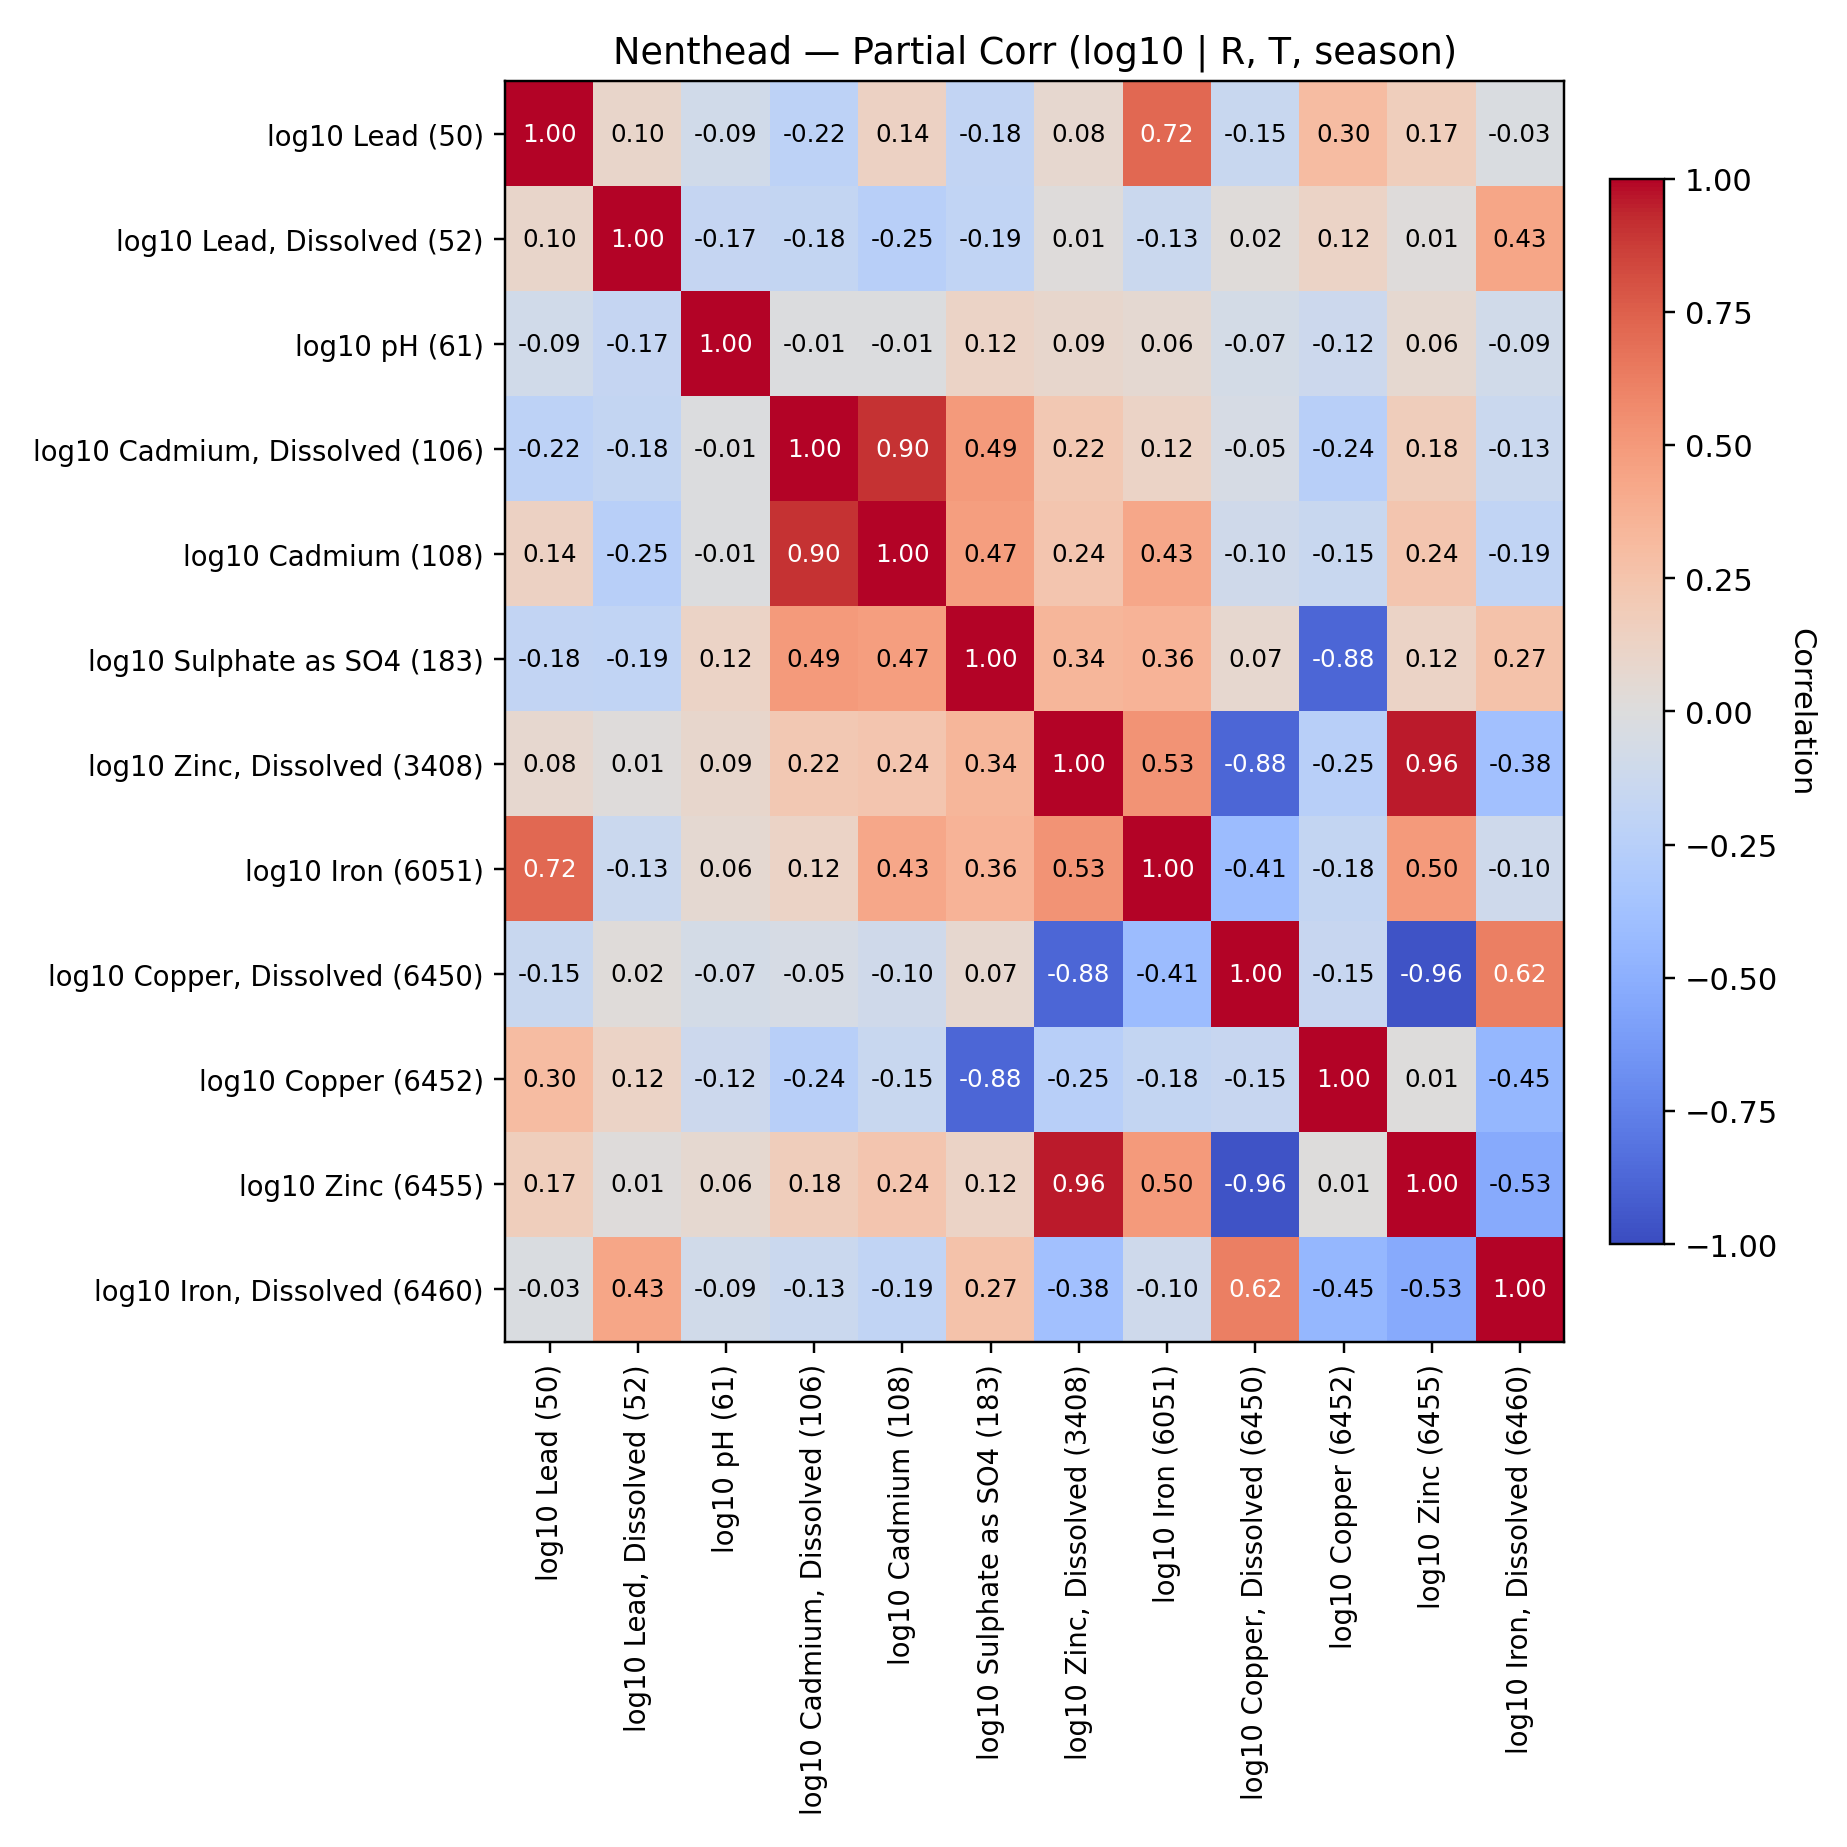 Nenthead — Partial Corr (log10 | R, T, season)
log10 Lead (50) 1.00 0.10 -0.09 -0.22 0.14 -0.18 0.08 0.72 -0.15 0.30 0.17 -0.03
log10 Lead, Dissolved (52) 0.10 1.00 -0.17 -0.18 -0.25 -0.19 0.01 -0.13 0.02 0.12 0.01 0.43
log10 pH (61) -0.09 -0.17 1.00 -0.01 -0.01 0.12 0.09 0.06 -0.07 -0.12 0.06 -0.09
log10 Cadmium, Dissolved (106) -0.22 -0.18 -0.01 1.00 0.90 0.49 0.22 0.12 -0.05 -0.24 0.18 -0.13
log10 Cadmium (108) 0.14 -0.25 -0.01 0.90 1.00 0.47 0.24 0.43 -0.10 -0.15 0.24 -0.19
log10 Sulphate as SO4 (183) -0.18 -0.19 0.12 0.49 0.47 1.00 0.34 0.36 0.07 -0.88 0.12 0.27
log10 Zinc, Dissolved (3408) 0.08 0.01 0.09 0.22 0.24 0.34 1.00 0.53 -0.88 -0.25 0.96 -0.38
log10 Iron (6051) 0.72 -0.13 0.06 0.12 0.43 0.36 0.53 1.00 -0.41 -0.18 0.50 -0.10
log10 Copper, Dissolved (6450) -0.15 0.02 -0.07 -0.05 -0.10 0.07 -0.88 -0.41 1.00 -0.15 -0.96 0.62
log10 Copper (6452) 0.30 0.12 -0.12 -0.24 -0.15 -0.88 -0.25 -0.18 -0.15 1.00 0.01 -0.45
log10 Zinc (6455) 0.17 0.01 0.06 0.18 0.24 0.12 0.96 0.50 -0.96 0.01 1.00 -0.53
log10 Iron, Dissolved (6460) -0.03 0.43 -0.09 -0.13 -0.19 0.27 -0.38 -0.10 0.62 -0.45 -0.53 1.00
log10 Lead (50)
log10 Lead, Dissolved (52)
log10 pH (61)
log10 Cadmium, Dissolved (106)
log10 Cadmium (108)
log10 Sulphate as SO4 (183)
log10 Zinc, Dissolved (3408)
log10 Iron (6051)
log10 Copper, Dissolved (6450)
log10 Copper (6452)
log10 Zinc (6455)
log10 Iron, Dissolved (6460)
1.00
0.75
0.50
0.25
0.00
−0.25
−0.50
−0.75
−1.00
Correlation